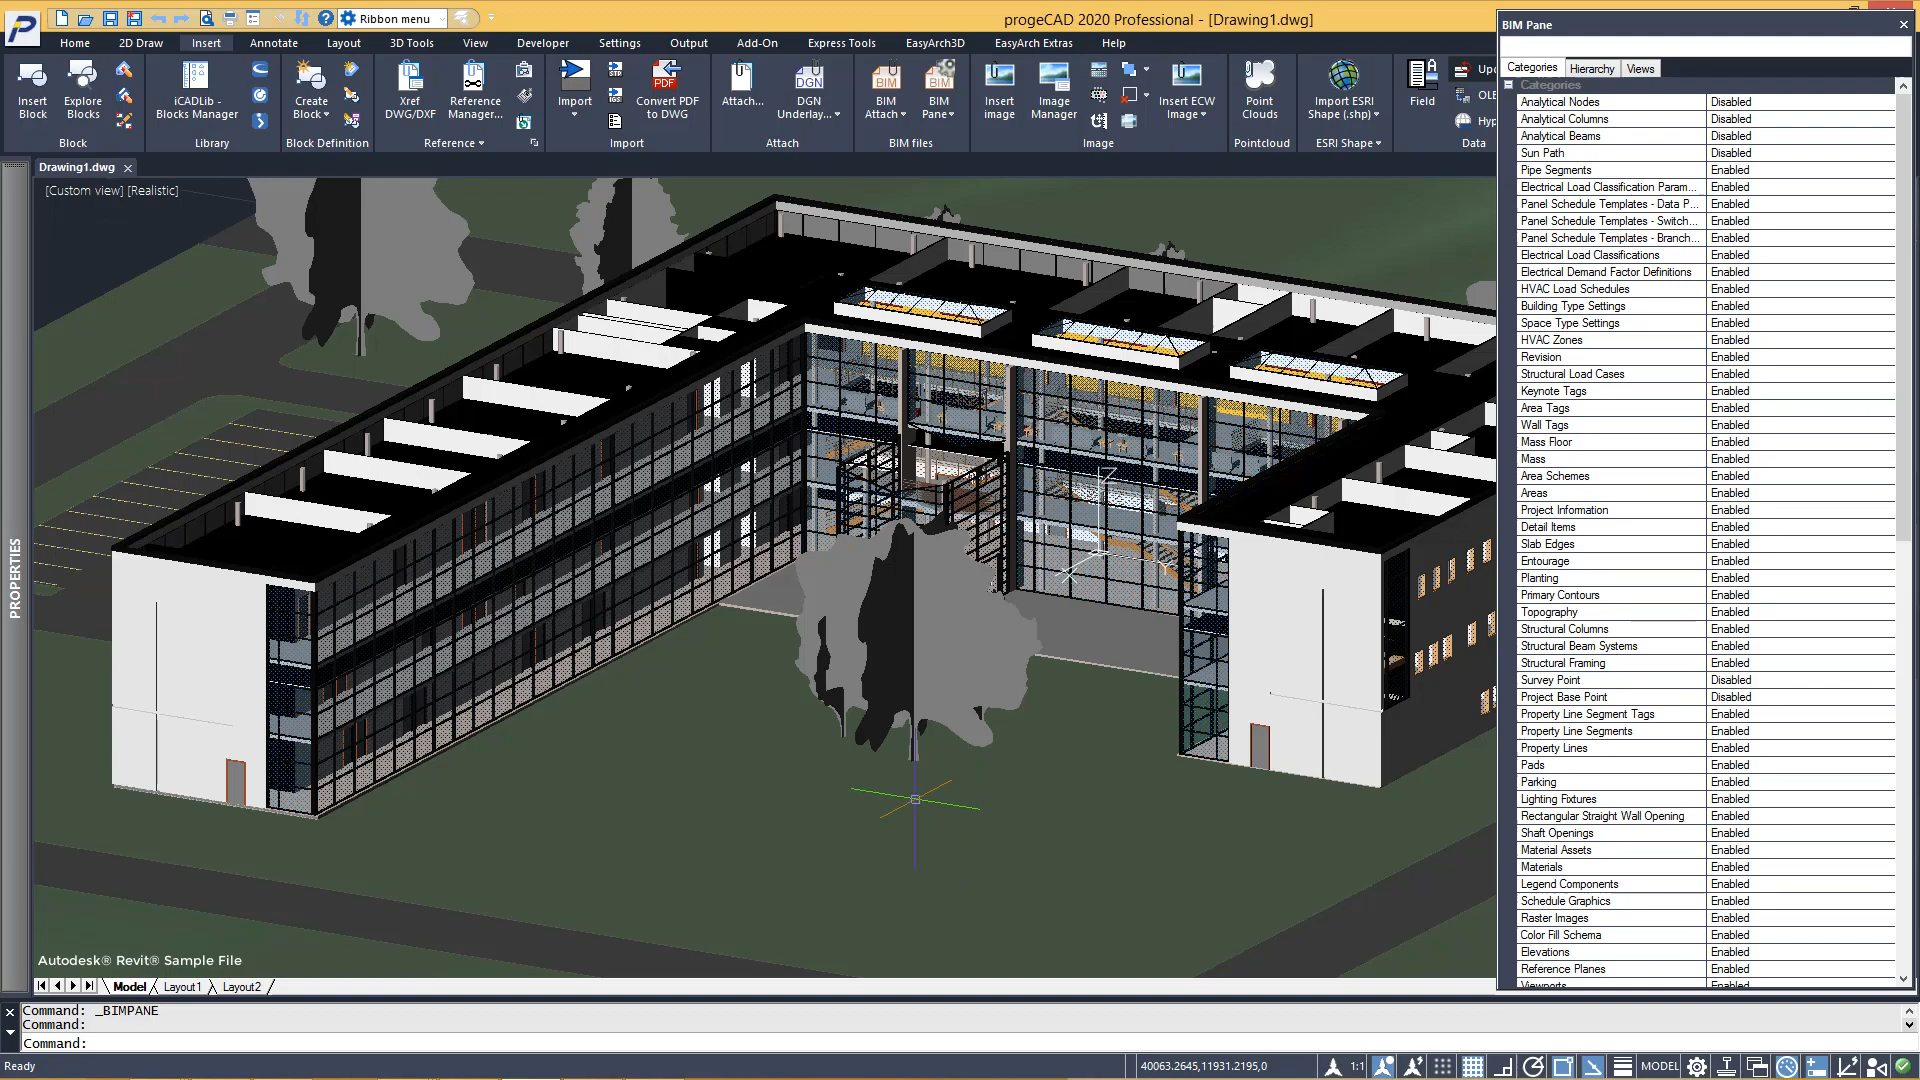 Ribbon menu
progeCAD 2020 Professional - [Drawing1.dwg]
Home
2D Draw
Insert
Annotate
Layout
3D Tools
View
Developer
Settings
Output
Add-On
Express Tools
EasyArch3D
EasyArch Extras
Help
Insert Block
Explore Blocks
Block
iCADLib - Blocks Manager
Library
Create Block
Block Definition
Xref DWG/DXF
Reference Manager...
Reference
Import
Convert PDF to DWG
Import
Attach...
DGN Underlay...
Attach
BIM Attach
BIM Pane
BIM files
Insert image
Image Manager
Insert ECW Image
Image
Point Clouds
Pointcloud
Import ESRI Shape (.shp)
ESRI Shape
Field
Data
Drawing1.dwg
[Custom view] [Realistic]
PROPERTIES
Autodesk® Revit® Sample File
Model
Layout1
Layout2
BIM Pane
Categories
Hierarchy
Views
Categories
Analytical Nodes Disabled
Analytical Columns Disabled
Analytical Beams Disabled
Sun Path Disabled
Pipe Segments Enabled
Electrical Load Classification Param... Enabled
Panel Schedule Templates - Data P... Enabled
Panel Schedule Templates - Switch... Enabled
Panel Schedule Templates - Branch... Enabled
Electrical Load Classifications Enabled
Electrical Demand Factor Definitions Enabled
HVAC Load Schedules Enabled
Building Type Settings Enabled
Space Type Settings Enabled
HVAC Zones Enabled
Revision Enabled
Structural Load Cases Enabled
Keynote Tags Enabled
Area Tags Enabled
Wall Tags Enabled
Mass Floor Enabled
Mass Enabled
Area Schemes Enabled
Areas Enabled
Project Information Enabled
Detail Items Enabled
Slab Edges Enabled
Entourage Enabled
Planting Enabled
Primary Contours Enabled
Topography Enabled
Structural Columns Enabled
Structural Beam Systems Enabled
Structural Framing Enabled
Survey Point Disabled
Project Base Point Disabled
Property Line Segment Tags Enabled
Property Line Segments Enabled
Property Lines Enabled
Pads Enabled
Parking Enabled
Lighting Fixtures Enabled
Rectangular Straight Wall Opening Enabled
Shaft Openings Enabled
Material Assets Enabled
Materials Enabled
Legend Components Enabled
Schedule Graphics Enabled
Raster Images Enabled
Color Fill Schema Enabled
Elevations Enabled
Reference Planes Enabled
Viewports Enabled
Command: _BIMPANE
Command:
Command:
Ready
40063.2645,11931.2195,0
1:1
MODEL